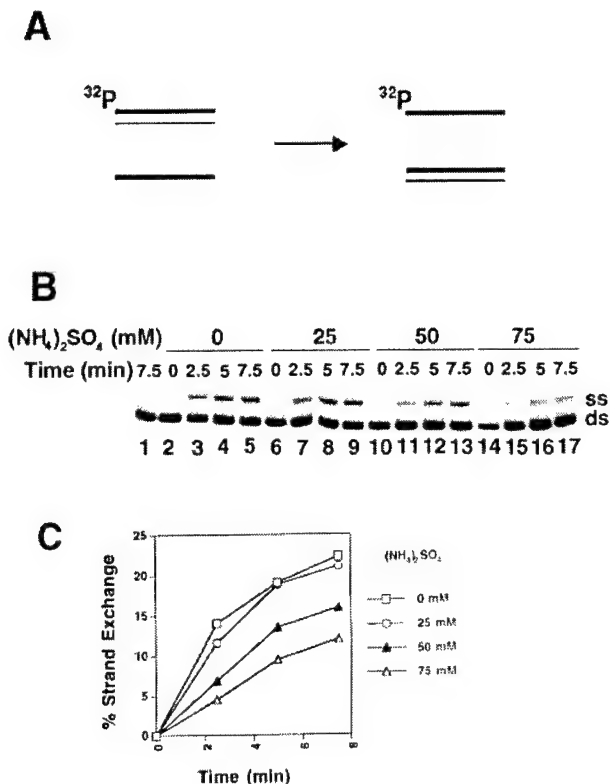 A
32P 32P
B
(NH4)2SO4 (mM) 0 25 50 75
Time (min) 7.5 0 2.5 5 7.5 0 2.5 5 7.5 0 2.5 5 7.5 0 2.5 5 7.5
ss
ds
1 2 3 4 5 6 7 8 9 10 11 12 13 14 15 16 17
C
25
20
15
10
5
0
% Strand Exchange
0 2 4 6 8
Time (min)
(NH4)2SO4
0 mM
25 mM
50 mM
75 mM